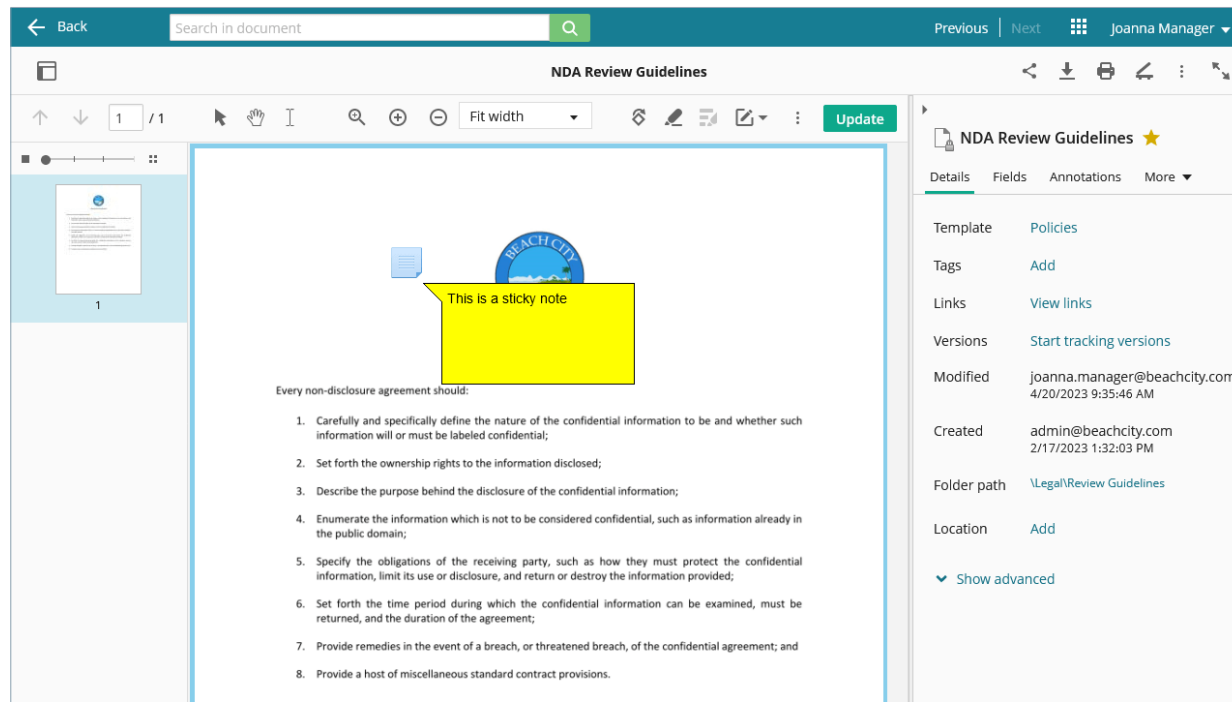 Back
Search in document
Previous
Next
Joanna Manager
NDA Review Guidelines
1 / 1
Fit width
Update
1
BEACH CITY
This is a sticky note
Every non-disclosure agreement should:
1. Carefully and specifically define the nature of the confidential information to be and whether such
information will or must be labeled confidential;
2. Set forth the ownership rights to the information disclosed;
3. Describe the purpose behind the disclosure of the confidential information;
4. Enumerate the information which is not to be considered confidential, such as information already in
the public domain;
5. Specify the obligations of the receiving party, such as how they must protect the confidential
information, limit its use or disclosure, and return or destroy the information provided;
6. Set forth the time period during which the confidential information can be examined, must be
returned, and the duration of the agreement;
7. Provide remedies in the event of a breach, or threatened breach, of the confidential agreement; and
8. Provide a host of miscellaneous standard contract provisions.
NDA Review Guidelines
Details Fields Annotations More
Template Policies
Tags Add
Links View links
Versions Start tracking versions
Modified joanna.manager@beachcity.com
4/20/2023 9:35:46 AM
Created admin@beachcity.com
2/17/2023 1:32:03 PM
Folder path \Legal\Review Guidelines
Location Add
Show advanced